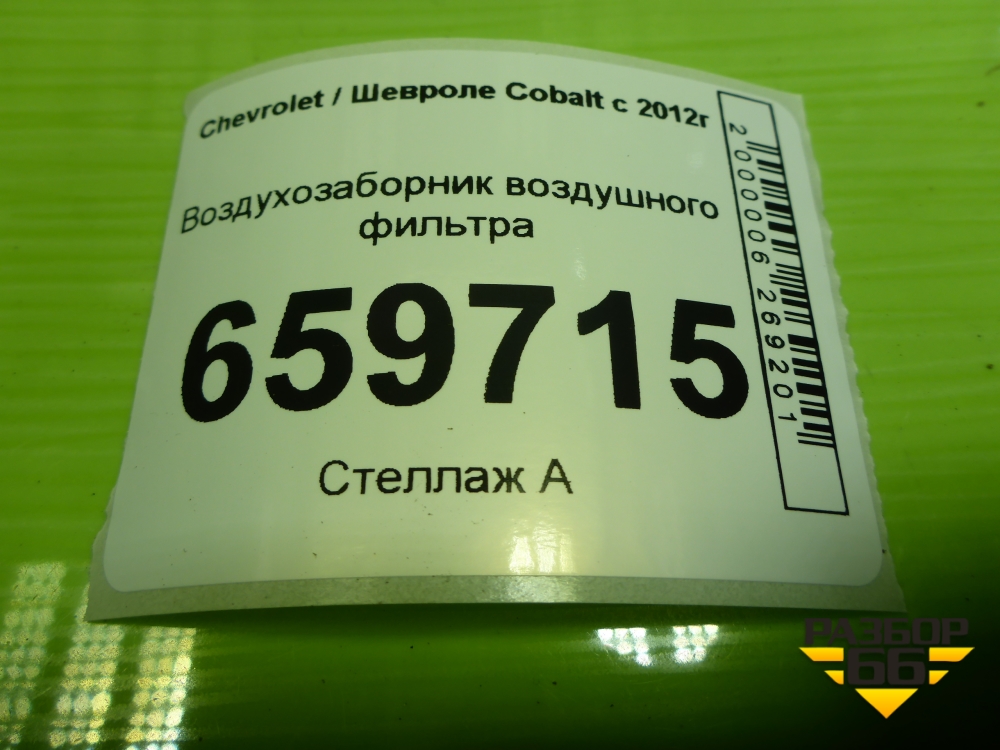 Chevrolet / Шевроле Cobalt с 2012г
Воздухозаборник воздушного
фильтра
659715
Стеллаж А
2000006269201
РАЗБОР
66